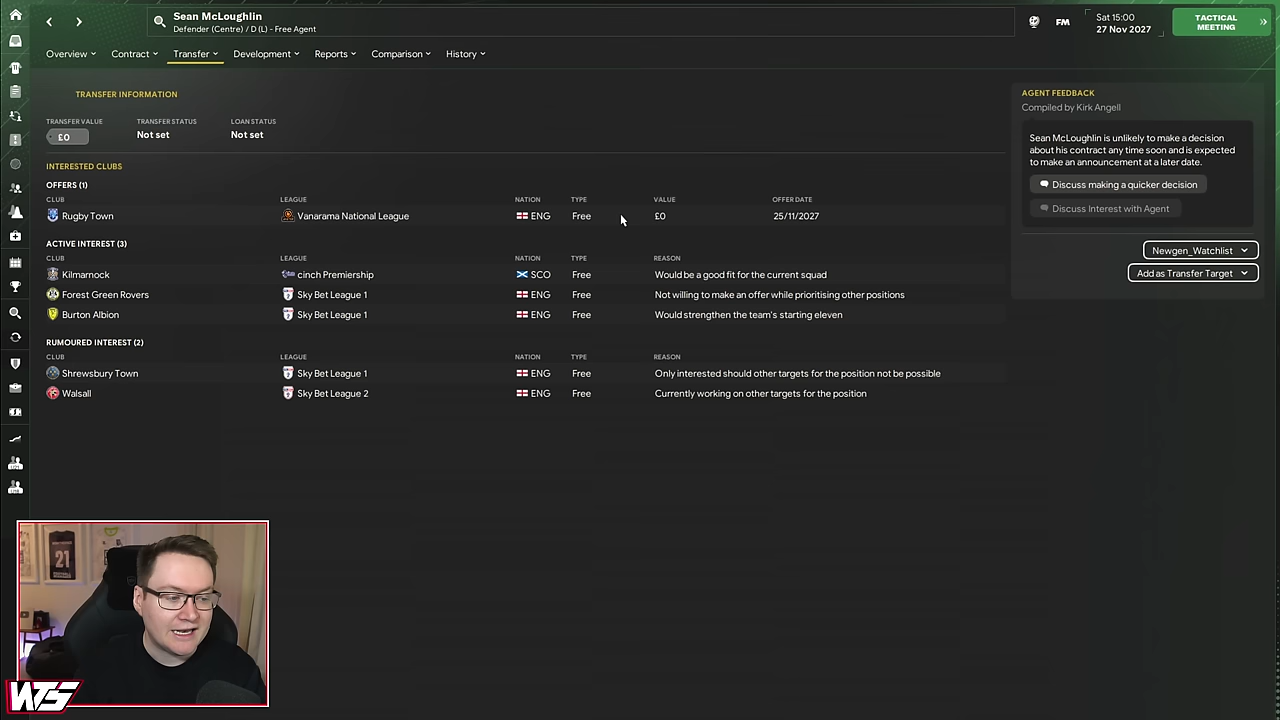 Sean McLoughlin
Defender (Centre) / D (L) - Free Agent
FM
Sat 15:00
27 Nov 2027
TACTICAL
MEETING
Overview
Contract
Transfer
Development
Reports
Comparison
History
TRANSFER INFORMATION
TRANSFER VALUE
TRANSFER STATUS
LOAN STATUS
£0
Not set
Not set
INTERESTED CLUBS
OFFERS (1)
CLUB LEAGUE NATION TYPE VALUE OFFER DATE
Rugby Town Vanarama National League ENG Free £0 25/11/2027
ACTIVE INTEREST (3)
CLUB LEAGUE NATION TYPE REASON
Kilmarnock cinch Premiership SCO Free Would be a good fit for the current squad
Forest Green Rovers Sky Bet League 1 ENG Free Not willing to make an offer while prioritising other positions
Burton Albion Sky Bet League 1 ENG Free Would strengthen the team's starting eleven
RUMOURED INTEREST (2)
CLUB LEAGUE NATION TYPE REASON
Shrewsbury Town Sky Bet League 1 ENG Free Only interested should other targets for the position not be possible
Walsall Sky Bet League 2 ENG Free Currently working on other targets for the position
AGENT FEEDBACK
Compiled by Kirk Angell
Sean McLoughlin is unlikely to make a decision
about his contract any time soon and is expected
to make an announcement at a later date.
Discuss making a quicker decision
Discuss Interest with Agent
Newgen_Watchlist
Add as Transfer Target
21
WTS